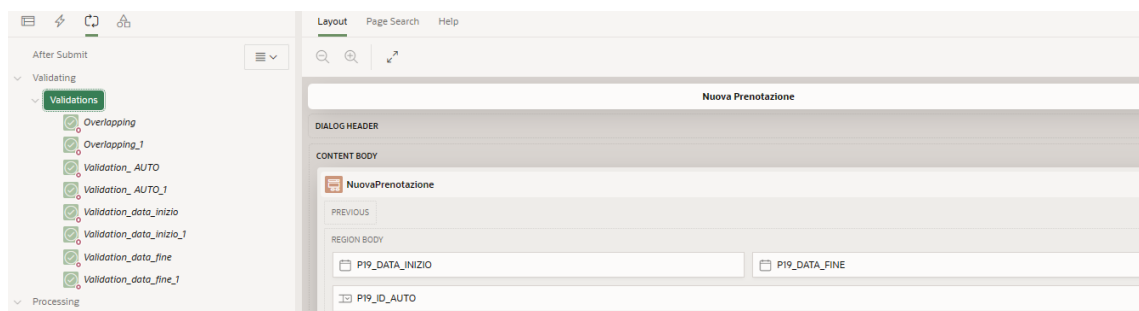 Layout Page Search Help
After Submit
Validating
Validations
Overlapping
Overlapping_1
Validation_ AUTO
Validation_ AUTO_1
Validation_data_inizio
Validation_data_inizio_1
Validation_data_fine
Validation_data_fine_1
Processing
Nuova Prenotazione
DIALOG HEADER
CONTENT BODY
NuovaPrenotazione
PREVIOUS
REGION BODY
P19_DATA_INIZIO P19_DATA_FINE
P19_ID_AUTO